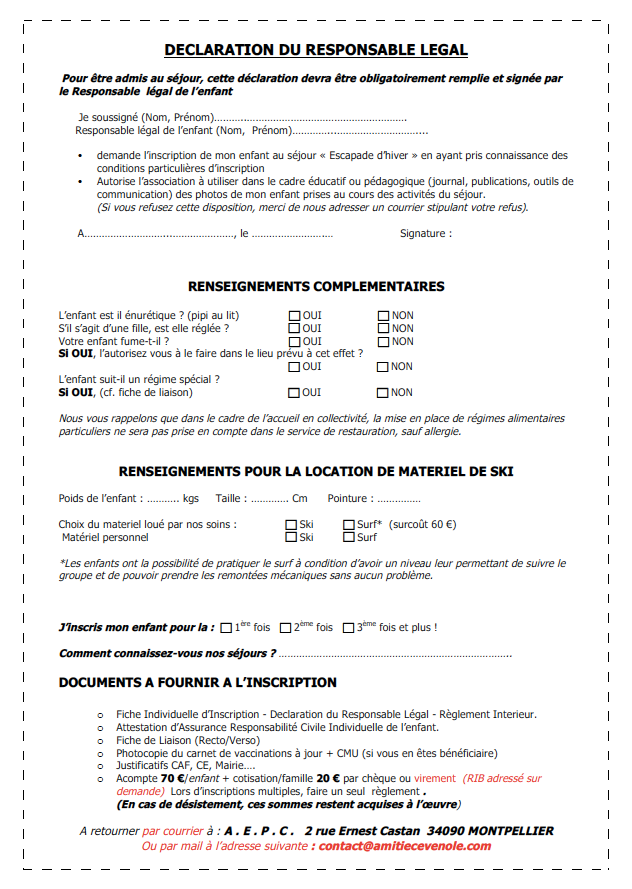 DECLARATION DU RESPONSABLE LEGAL
Pour être admis au séjour, cette déclaration devra être obligatoirement remplie et signée par
le Responsable légal de l’enfant
Je soussigné (Nom, Prénom)……….……………………………………………
Responsable légal de l’enfant (Nom, Prénom)…………..……………………….…
• demande l’inscription de mon enfant au séjour « Escapade d’hiver » en ayant pris connaissance des
conditions particulières d’inscription
• Autorise l’association à utiliser dans le cadre éducatif ou pédagogique (journal, publications, outils de
communication) des photos de mon enfant prises au cours des activités du séjour.
(Si vous refusez cette disposition, merci de nous adresser un courrier stipulant votre refus).
A……………………...………………, le ………………….… Signature :
RENSEIGNEMENTS COMPLEMENTAIRES
L’enfant est il énurétique ? (pipi au lit) OUI NON
S’il s’agit d’une fille, est elle réglée ? OUI NON
Votre enfant fume-t-il ? OUI NON
Si OUI, l’autorisez vous à le faire dans le lieu prévu à cet effet ?
OUI NON
L’enfant suit-il un régime spécial ?
Si OUI, (cf. fiche de liaison) OUI NON
Nous vous rappelons que dans le cadre de l’accueil en collectivité, la mise en place de régimes alimentaires
particuliers ne sera pas prise en compte dans le service de restauration, sauf allergie.
RENSEIGNEMENTS POUR LA LOCATION DE MATERIEL DE SKI
Poids de l’enfant : ……….. kgs Taille : …………. Cm Pointure : ……………
Choix du materiel loué par nos soins : Ski Surf* (surcoût 60 €)
Matériel personnel Ski Surf
*Les enfants ont la possibilité de pratiquer le surf à condition d’avoir un niveau leur permettant de suivre le
groupe et de pouvoir prendre les remontées mécaniques sans aucun problème.
J’inscris mon enfant pour la : 1ère fois 2ème fois 3ème fois et plus !
Comment connaissez-vous nos séjours ? ……………………………………………………………..
DOCUMENTS A FOURNIR A L’INSCRIPTION
o Fiche Individuelle d’Inscription - Declaration du Responsable Légal - Règlement Interieur.
o Attestation d’Assurance Responsabilité Civile Individuelle de l’enfant.
o Fiche de Liaison (Recto/Verso)
o Photocopie du carnet de vaccinations à jour + CMU (si vous en êtes bénéficiaire)
o Justificatifs CAF, CE, Mairie….
o Acompte 70 €/enfant + cotisation/famille 20 € par chèque ou virement (RIB adressé sur
demande) Lors d’inscriptions multiples, faire un seul règlement .
(En cas de désistement, ces sommes restent acquises à l’œuvre)
A retourner par courrier à : A . E . P . C . 2 rue Ernest Castan 34090 MONTPELLIER
Ou par mail à l’adresse suivante : contact@amitiecevenole.com